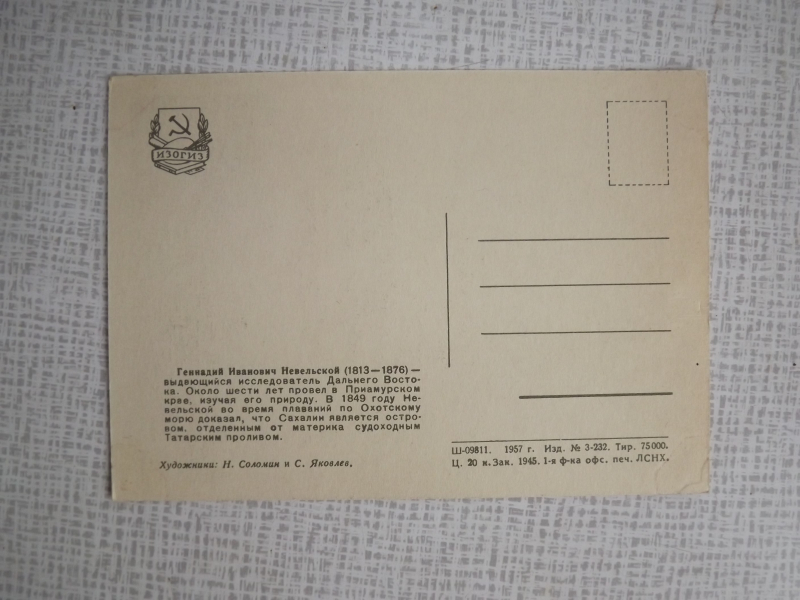 ИЗОГИЗ
Геннадий Иванович Невельской (1813—1876) —
выдающийся исследователь Дальнего Восто-
ка. Около шести лет провел в Приамурском
крае, изучая его природу. В 1849 году Не-
вельской во время плаваний по Охотскому
морю доказал, что Сахалин является остро-
вом, отделенным от материка судоходным
Татарским проливом.
Художники: Н. Соломин и С. Яковлев,
Ш-09811. 1957 г. Изд. № 3-232. Тир. 75000.
Ц. 20 к. Зак. 1945. 1-я ф-ка офс. печ. ЛСНХ.